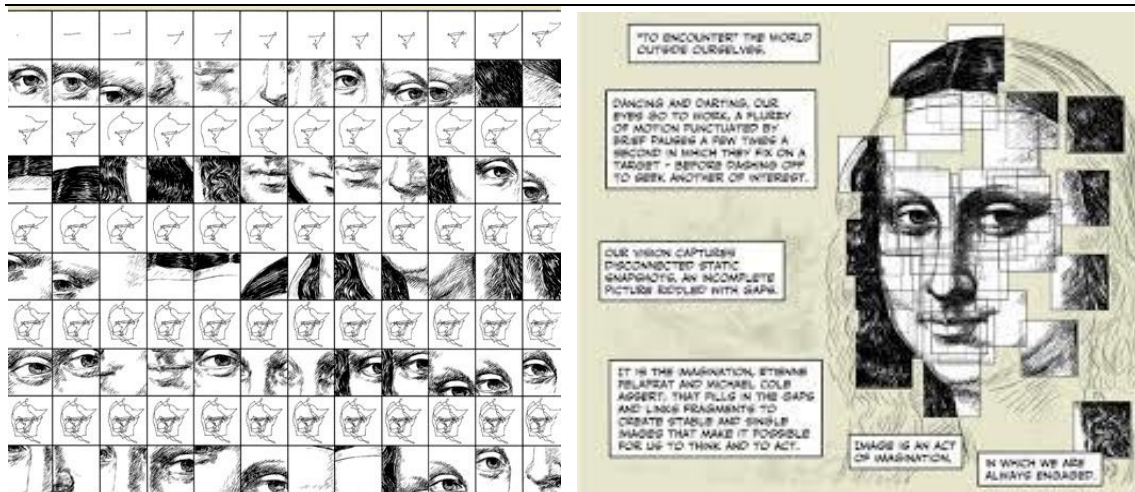 "TO ENCOUNTER" THE WORLD
OUTSIDE OURSELVES.
DANCING AND DARTING, OUR
EYES GO TO WORK, A FLURRY
OF MOTION PUNCTUATED BY
BRIEF PAUSES A FEW TIMES A
SECOND IN WHICH THEY FIX ON A
TARGET - BEFORE DASHING OFF
TO SEEK ANOTHER OF INTEREST.
OUR VISION CAPTURES
DISCONNECTED STATIC
SNAPSHOTS, AN INCOMPLETE
PICTURE RIDDLED WITH GAPS.
IT IS THE IMAGINATION, ETIENNE
PELAPRAT AND MICHAEL COLE
ASSERT, THAT FILLS IN THE GAPS
AND LINKS FRAGMENTS TO
CREATE STABLE AND SINGLE
IMAGES THAT MAKE IT POSSIBLE
FOR US TO THINK AND TO ACT.
IMAGE IS AN ACT
OF IMAGINATION,
IN WHICH WE ARE
ALWAYS ENGAGED.